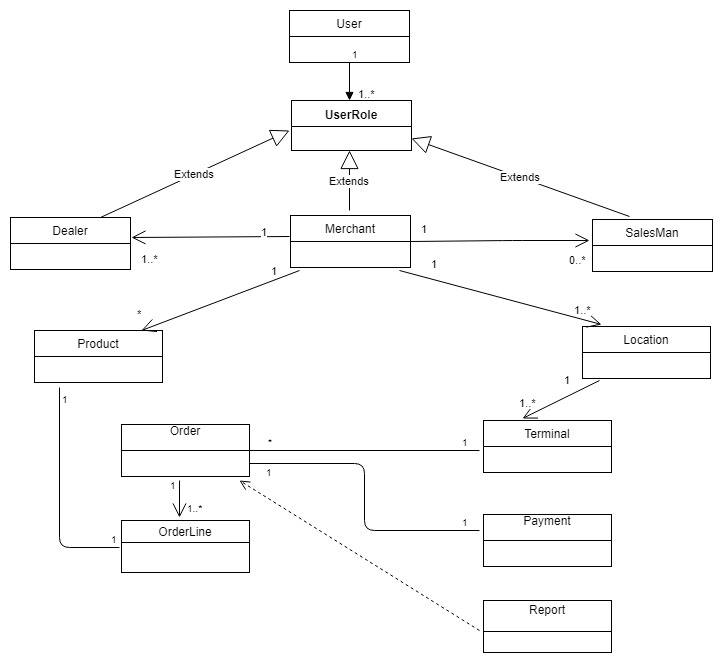 User
1
1..*
UserRole
Extends
Extends
Extends
Dealer
1
1..*
Merchant
1
0..*
SalesMan
1
*
1
1..*
Product
1
Location
1
1..*
Order
*
1
Terminal
1
1
1..*
1
Payment
1
OrderLine
Report